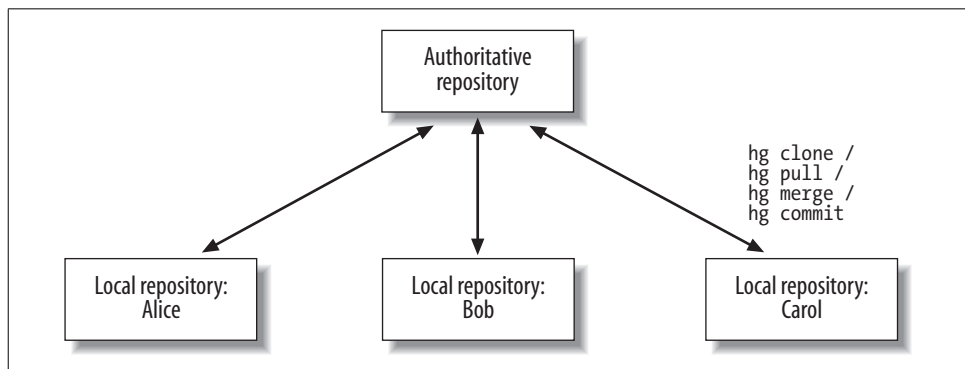 Authoritative
repository
hg clone /
hg pull /
hg merge /
hg commit
Local repository:
Alice
Local repository:
Bob
Local repository:
Carol